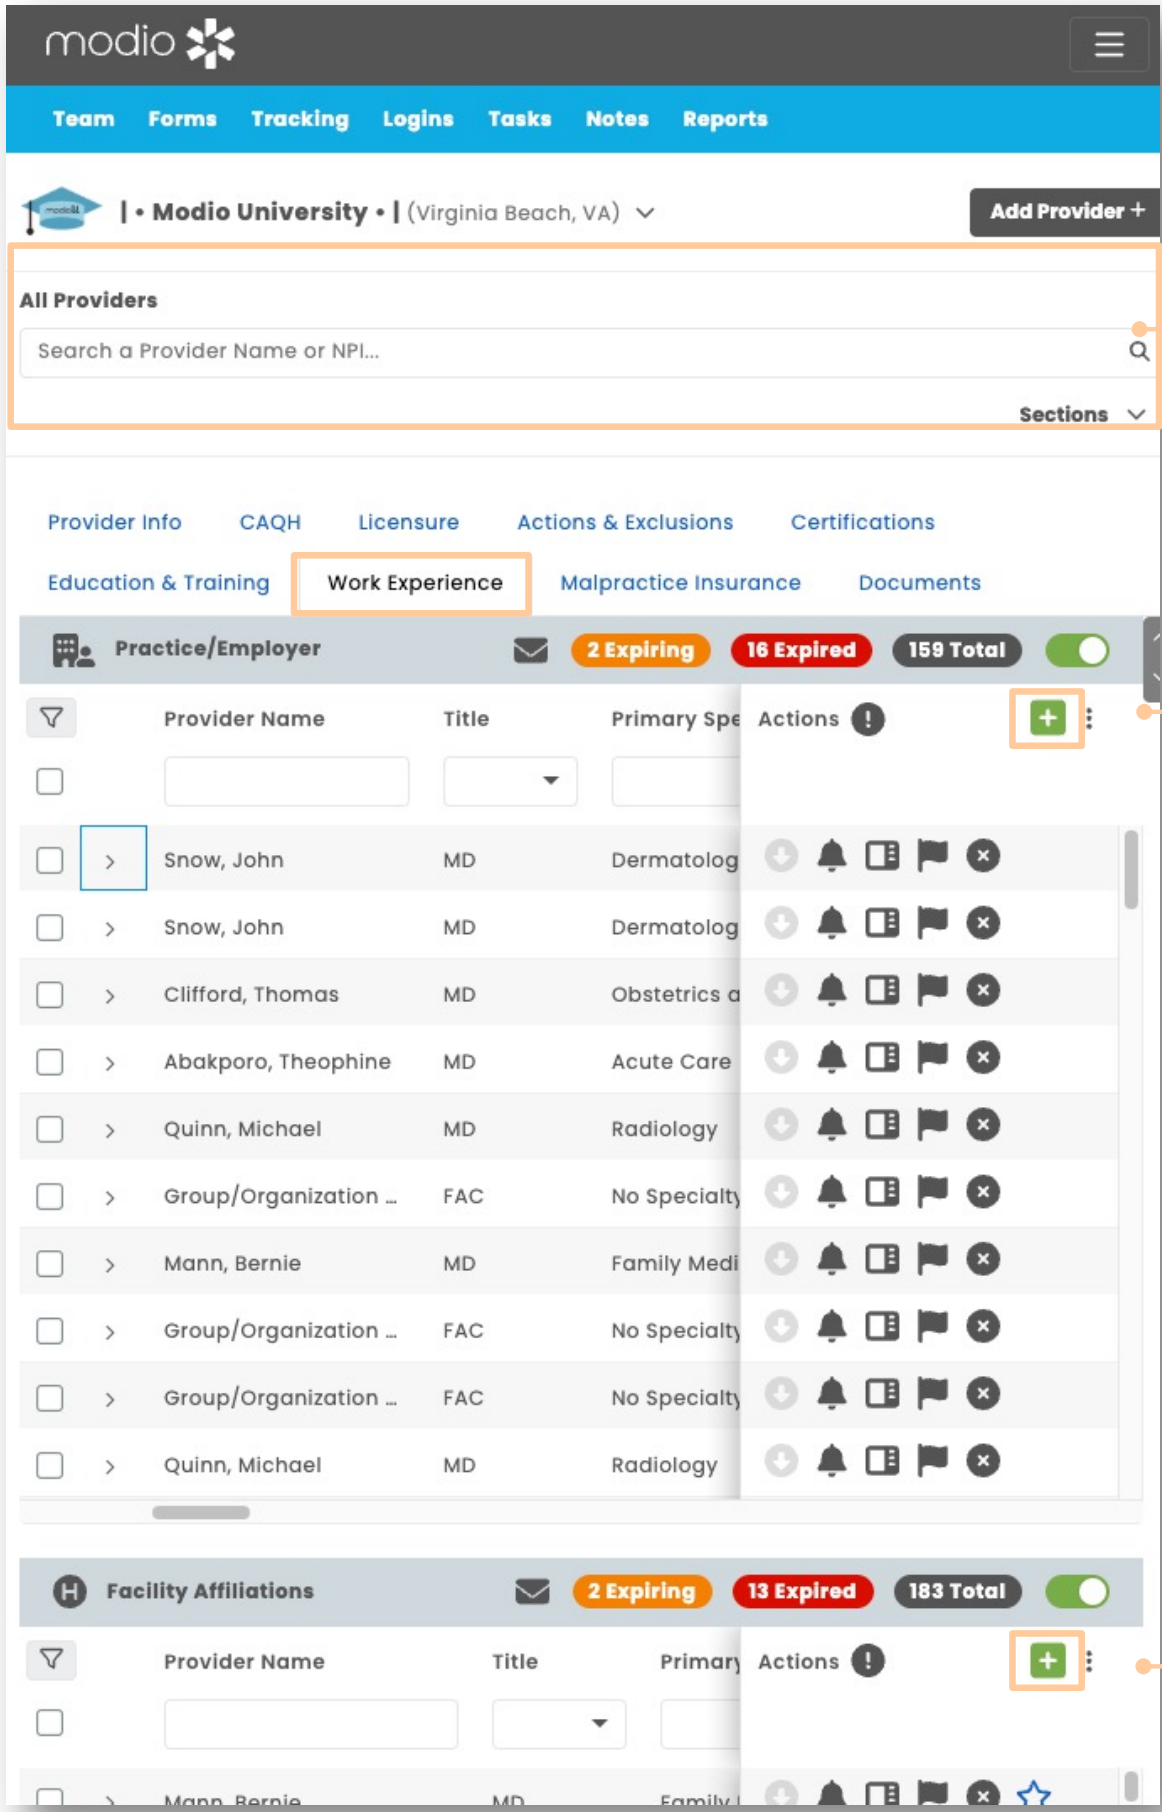 modio
Team Forms Tracking Logins Tasks Notes Reports
| • Modio University • | (Virginia Beach, VA)
Add Provider +
All Providers
Search a Provider Name or NPI...
Sections
Provider Info CAQH Licensure Actions & Exclusions Certifications
Education & Training Work Experience Malpractice Insurance Documents
Practice/Employer 2 Expiring 16 Expired 159 Total
Provider Name Title Primary Spe Actions
Snow, John MD Dermatolog
Snow, John MD Dermatolog
Clifford, Thomas MD Obstetrics a
Abakporo, Theophine MD Acute Care
Quinn, Michael MD Radiology
Group/Organization ... FAC No Specialty
Mann, Bernie MD Family Medi
Group/Organization ... FAC No Specialty
Group/Organization ... FAC No Specialty
Quinn, Michael MD Radiology
H Facility Affiliations 2 Expiring 13 Expired 183 Total
Provider Name Title Primary Actions
Mann, Bernie MD Family